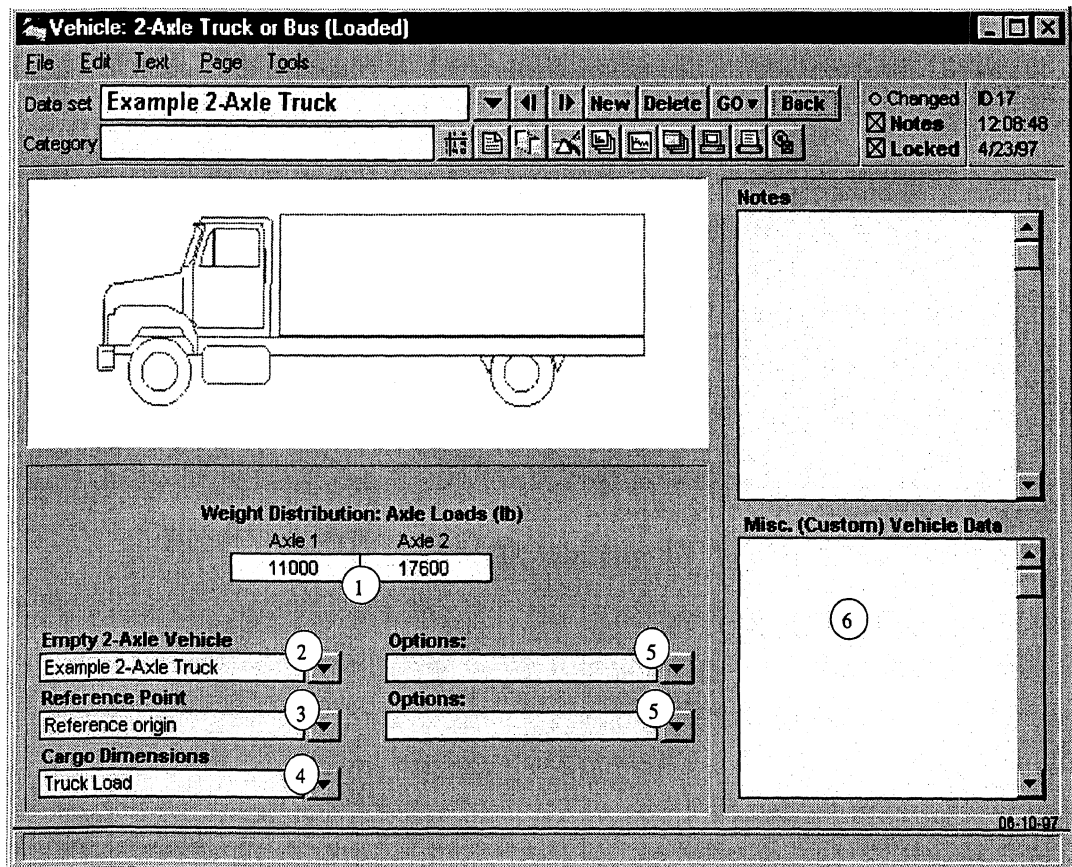 Vehicle: 2-Axle Truck or Bus (Loaded)
File Edit Text Page Tools
Data set Example 2-Axle Truck New Delete GO Back
Changed ID 17
Notes 12:08:48
Category
Locked 4/23/97
Notes
Weight Distribution: Axle Loads (lb)
Axle 1 Axle 2
11000 17600
1
Empty 2-Axle Vehicle
Example 2-Axle Truck 2
Reference Point
Reference origin 3
Cargo Dimensions
Truck Load 4
Options:
5
Options:
5
Misc. (Custom) Vehicle Data
6
06-10-97